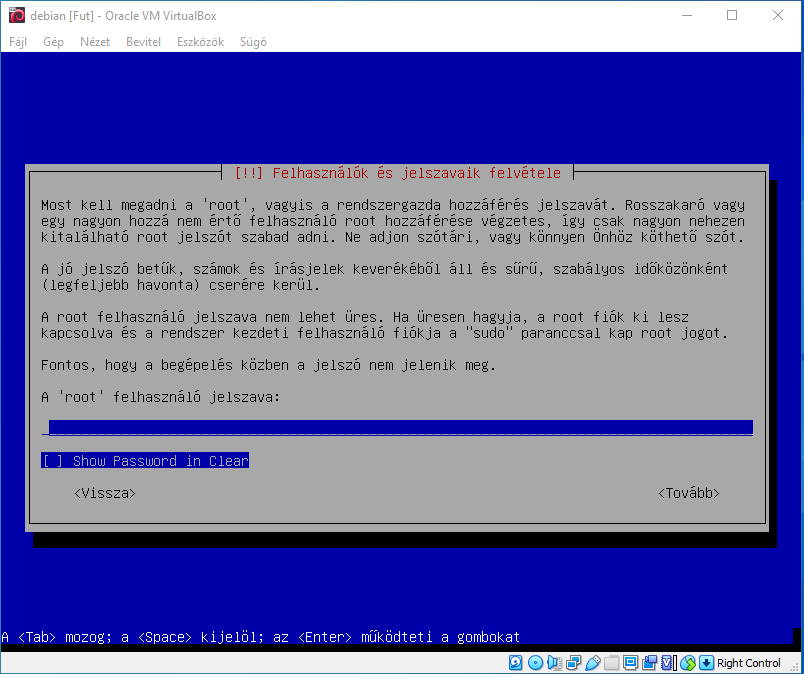 debian [Fut] - Oracle VM VirtualBox
Fájl Gép Nézet Bevitel Eszközök Súgó
[!!] Felhasználók és jelszavaik felvétele
Most kell megadni a 'root', vagyis a rendszergazda hozzáférés jelszavát. Rosszakaró vagy
egy nagyon hozzá nem értő felhasználó root hozzáférése végzetes, így csak nagyon nehezen
kitalálható root jelszót szabad adni. Ne adjon szótári, vagy könnyen Önhöz köthető szót.
A jó jelszó betűk, számok és írásjelek keverékéből áll és sűrű, szabályos időközönként
(legfeljebb havonta) cserére kerül.
A root felhasználó jelszava nem lehet üres. Ha üresen hagyja, a root fiók ki lesz
kapcsolva és a rendszer kezdeti felhasználó fiókja a "sudo" paranccsal kap root jogot.
Fontos, hogy a begépelés közben a jelszó nem jelenik meg.
A 'root' felhasználó jelszava:
[ ] Show Password in Clear
<Vissza> <Tovább>
A <Tab> mozog; a <Space> kijelöl; az <Enter> működteti a gombokat
Right Control